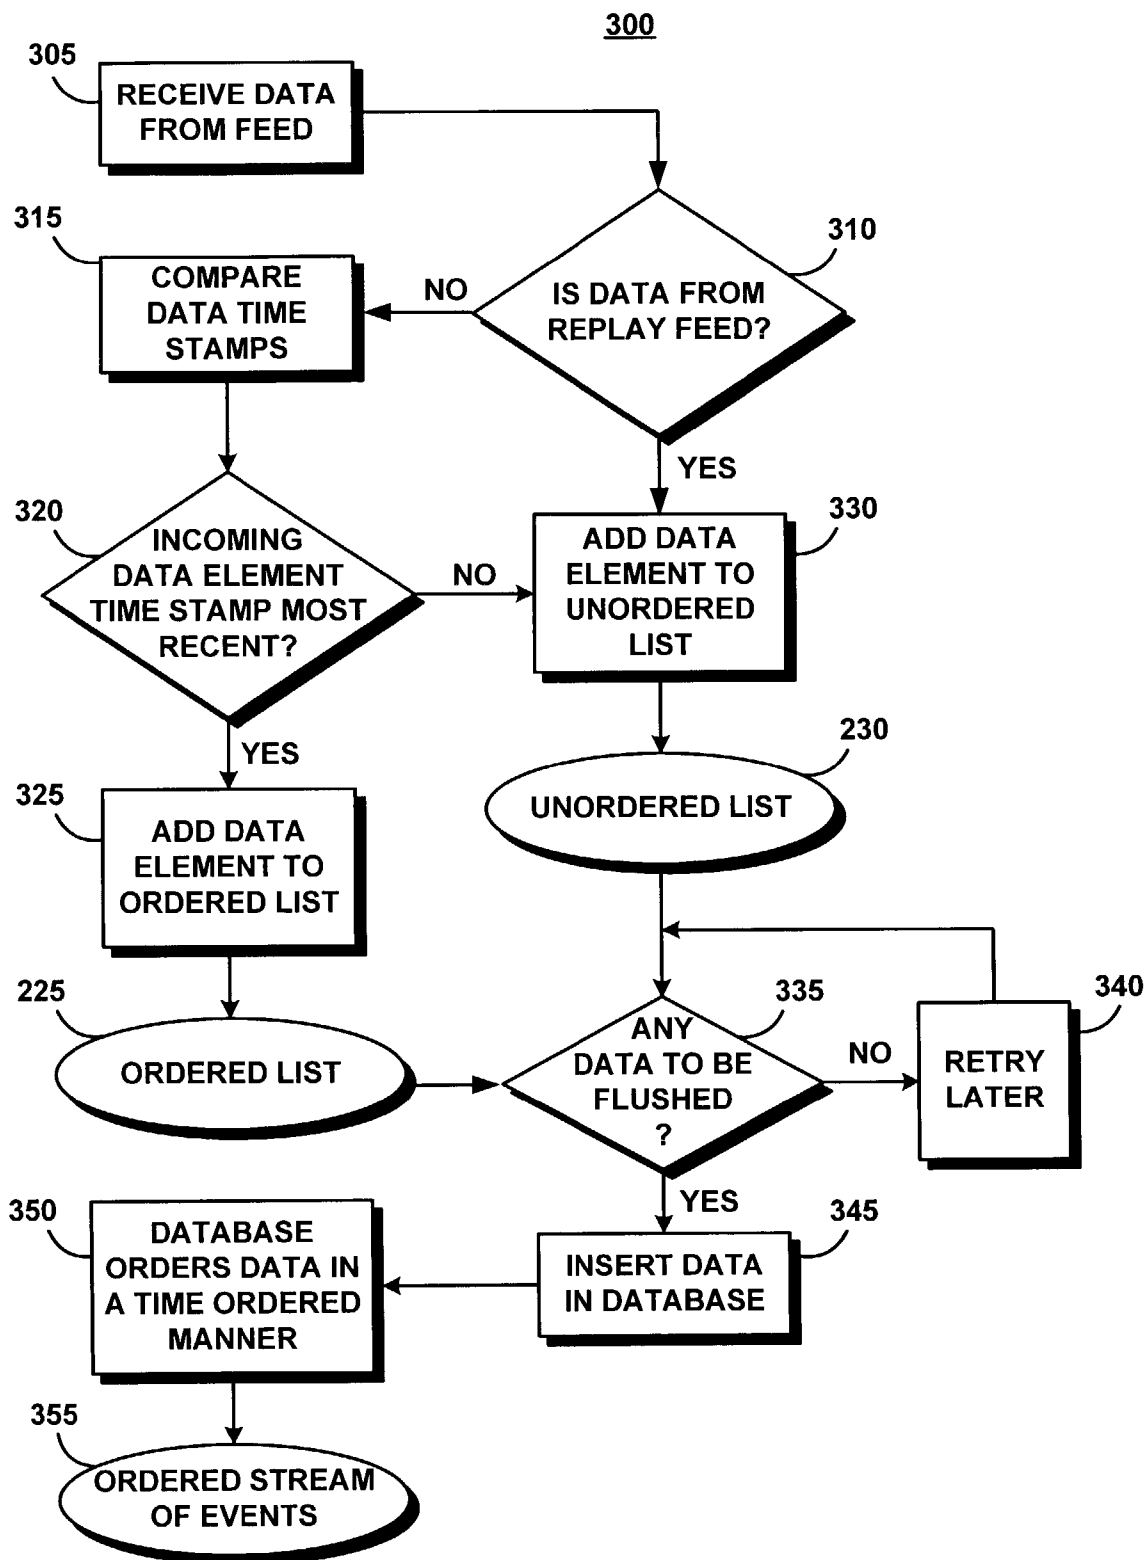 300
305
RECEIVE DATA
FROM FEED
315
COMPARE
DATA TIME
STAMPS
NO
310
IS DATA FROM
REPLAY FEED?
YES
320
INCOMING
DATA ELEMENT
TIME STAMP MOST
RECENT?
NO
330
ADD DATA
ELEMENT TO
UNORDERED
LIST
YES
230
UNORDERED LIST
325
ADD DATA
ELEMENT TO
ORDERED LIST
225
ORDERED LIST
335
ANY
DATA TO BE
FLUSHED
?
NO
340
RETRY
LATER
YES
345
INSERT DATA
IN DATABASE
350
DATABASE
ORDERS DATA IN
A TIME ORDERED
MANNER
355
ORDERED STREAM
OF EVENTS